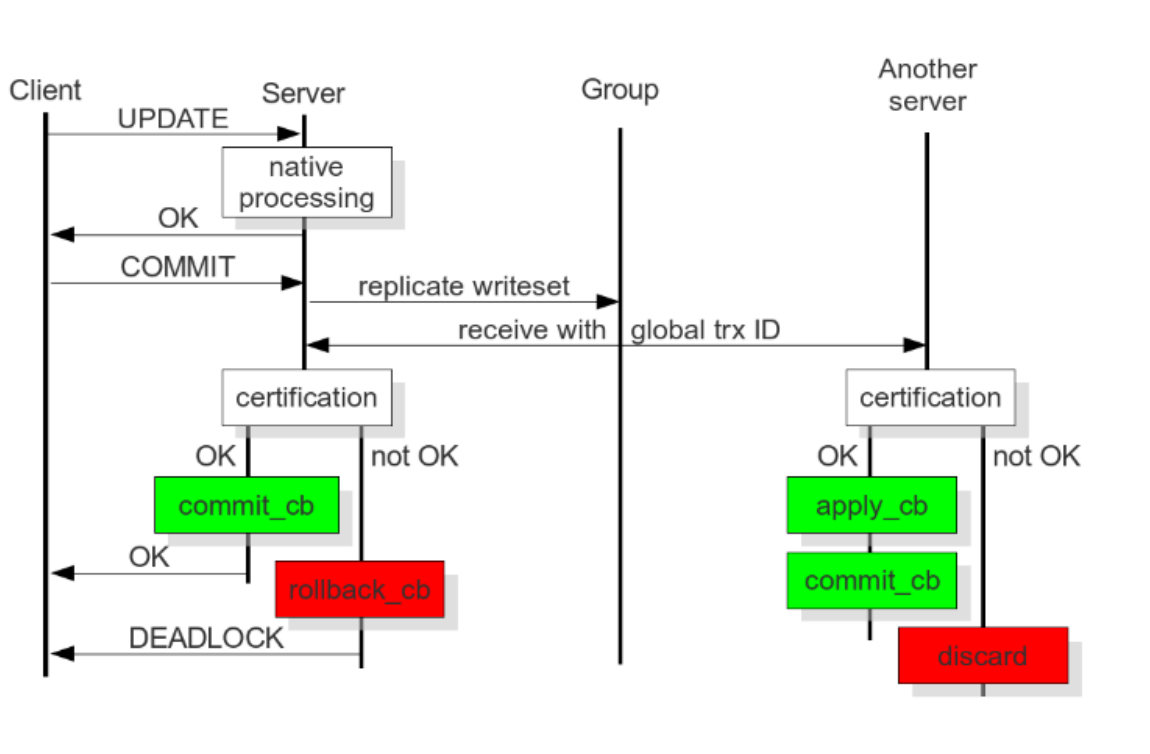 Client
Server
Group
Another
server
UPDATE
native
processing
OK
COMMIT
replicate writeset
receive with global trx ID
certification
certification
OK
not OK
OK
not OK
commit_cb
apply_cb
OK
rollback_cb
commit_cb
DEADLOCK
discard